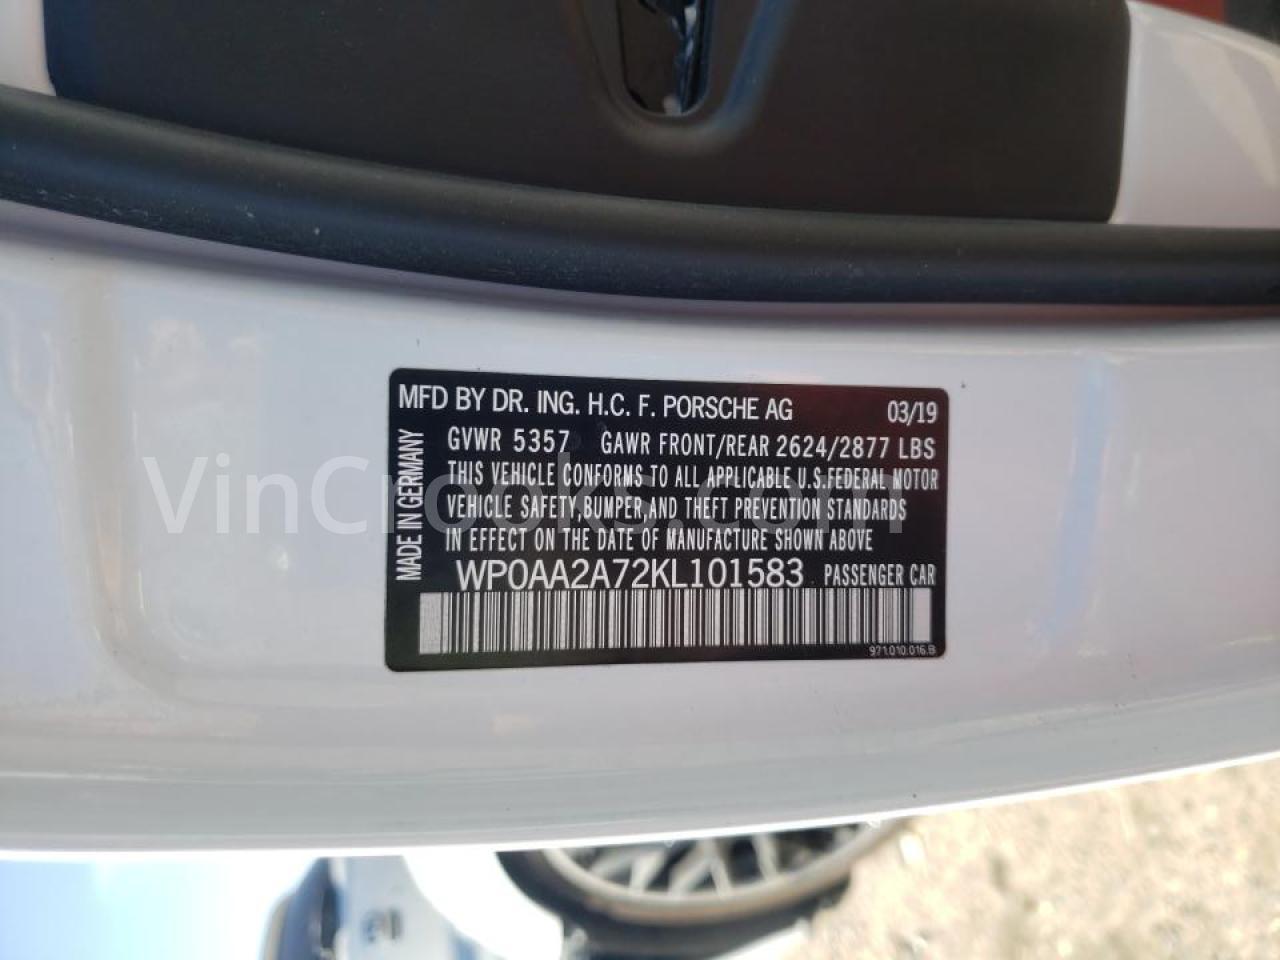 MFD BY DR. ING. H.C. F. PORSCHE AG 03/19
MADE IN GERMANY
GVWR 5357 GAWR FRONT/REAR 2624/2877 LBS
THIS VEHICLE CONFORMS TO ALL APPLICABLE U.S.FEDERAL MOTOR
VEHICLE SAFETY,BUMPER,AND THEFT PREVENTION STANDARDS
IN EFFECT ON THE DATE OF MANUFACTURE SHOWN ABOVE
WP0AA2A72KL101583 PASSENGER CAR
971.010.016.B
VinCrooks.com